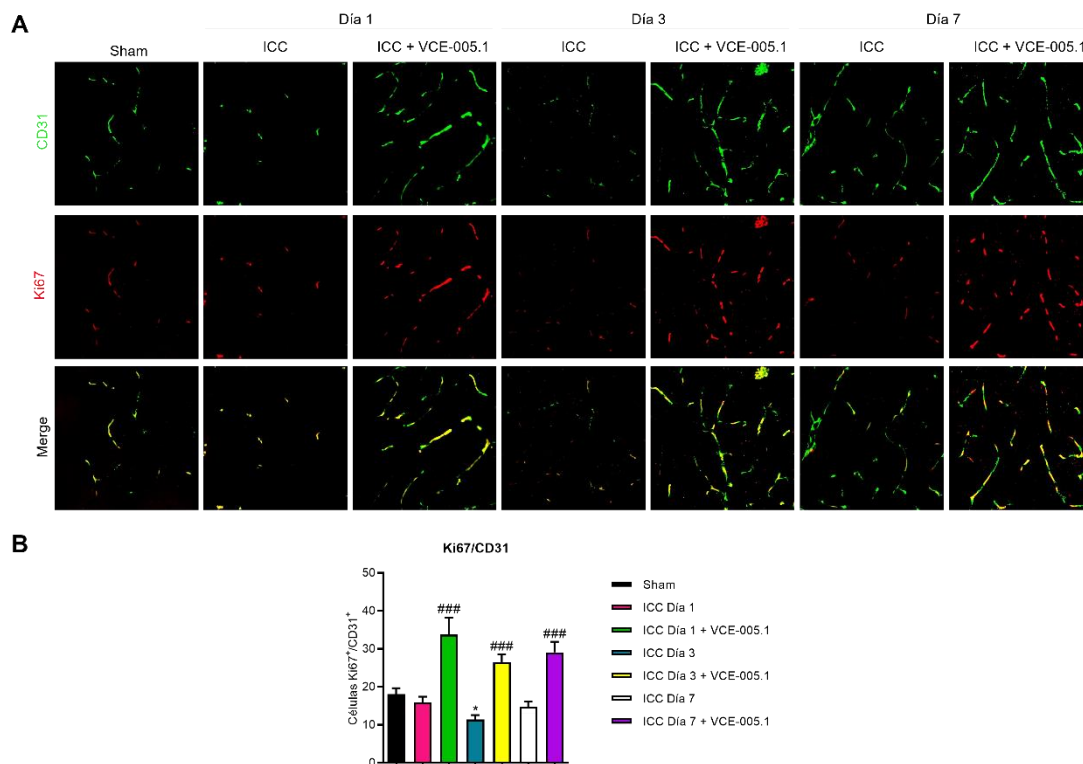 A
Día 1
Día 3
Día 7
Sham
ICC
ICC + VCE-005.1
ICC
ICC + VCE-005.1
ICC
ICC + VCE-005.1
CD31
Ki67
Merge
B
Ki67/CD31
Células Ki67⁺/CD31⁺
50
40
30
20
10
0
###
*
###
###
Sham
ICC Día 1
ICC Día 1 + VCE-005.1
ICC Día 3
ICC Día 3 + VCE-005.1
ICC Día 7
ICC Día 7 + VCE-005.1